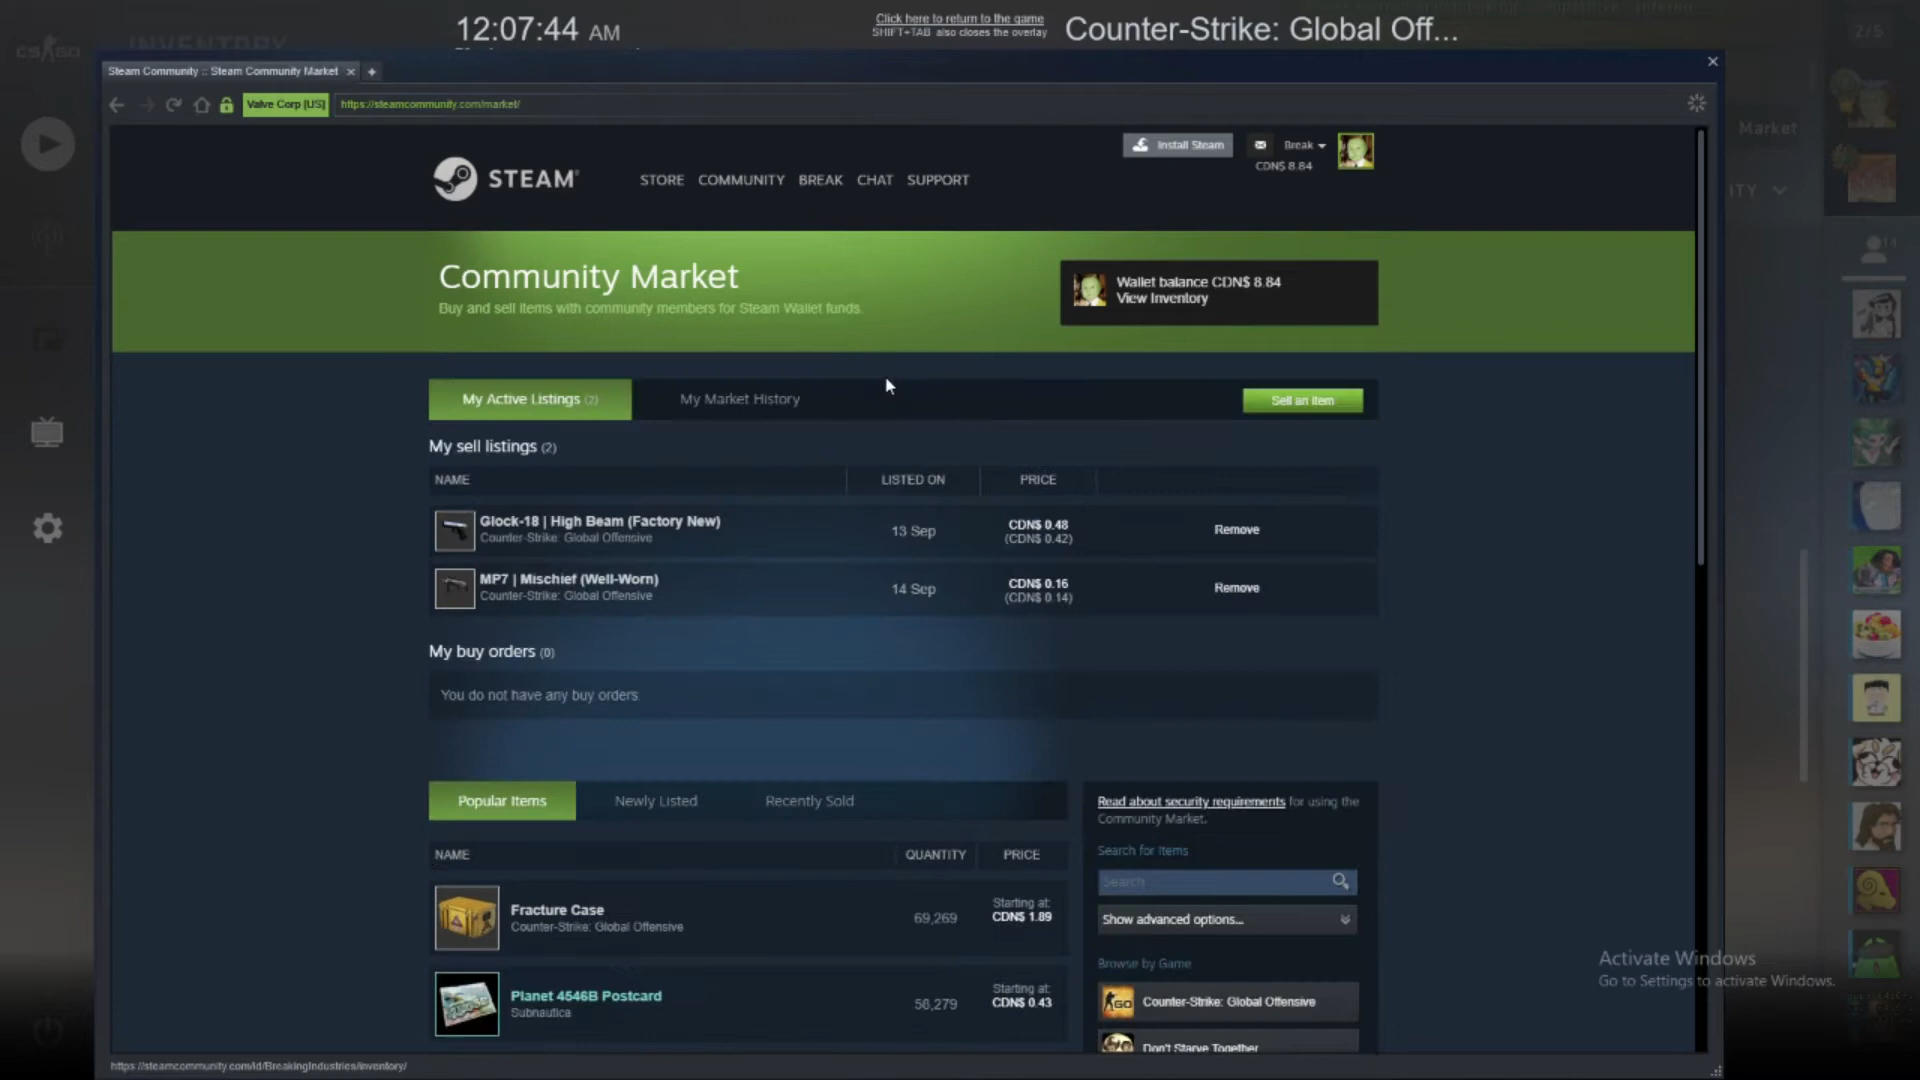 12:07:44 AM
Click here to return to the game
SHIFT+TAB also closes the overlay
Counter-Strike: Global Off...
2/5
CS GO
INVENTORY
Steam Community :: Steam Community Market
Valve Corp [US]
https://steamcommunity.com/market/
Market
Install Steam
Break
CDN$ 8.84
STEAM
STORE
COMMUNITY
BREAK
CHAT
SUPPORT
ITY
14
Community Market
Buy and sell items with community members for Steam Wallet funds.
Wallet balance CDN$ 8.84
View Inventory
My Active Listings (2)
My Market History
Sell an item
My sell listings (2)
NAME
LISTED ON
PRICE
Glock-18 | High Beam (Factory New)
Counter-Strike: Global Offensive
13 Sep
CDN$ 0.48
(CDN$ 0.42)
Remove
MP7 | Mischief (Well-Worn)
Counter-Strike: Global Offensive
14 Sep
CDN$ 0.16
(CDN$ 0.14)
Remove
My buy orders (0)
You do not have any buy orders.
Popular Items
Newly Listed
Recently Sold
NAME
QUANTITY
PRICE
Fracture Case
Counter-Strike: Global Offensive
69,269
Starting at:
CDN$ 1.89
Planet 4546B Postcard
Subnautica
56,279
Starting at:
CDN$ 0.43
Read about security requirements for using the
Community Market.
Search for Items
Search
Show advanced options...
Browse by Game
Counter-Strike: Global Offensive
Don't Starve Together
Activate Windows
Go to Settings to activate Windows.
https://steamcommunity.com/id/BreakingIndustries/inventory/